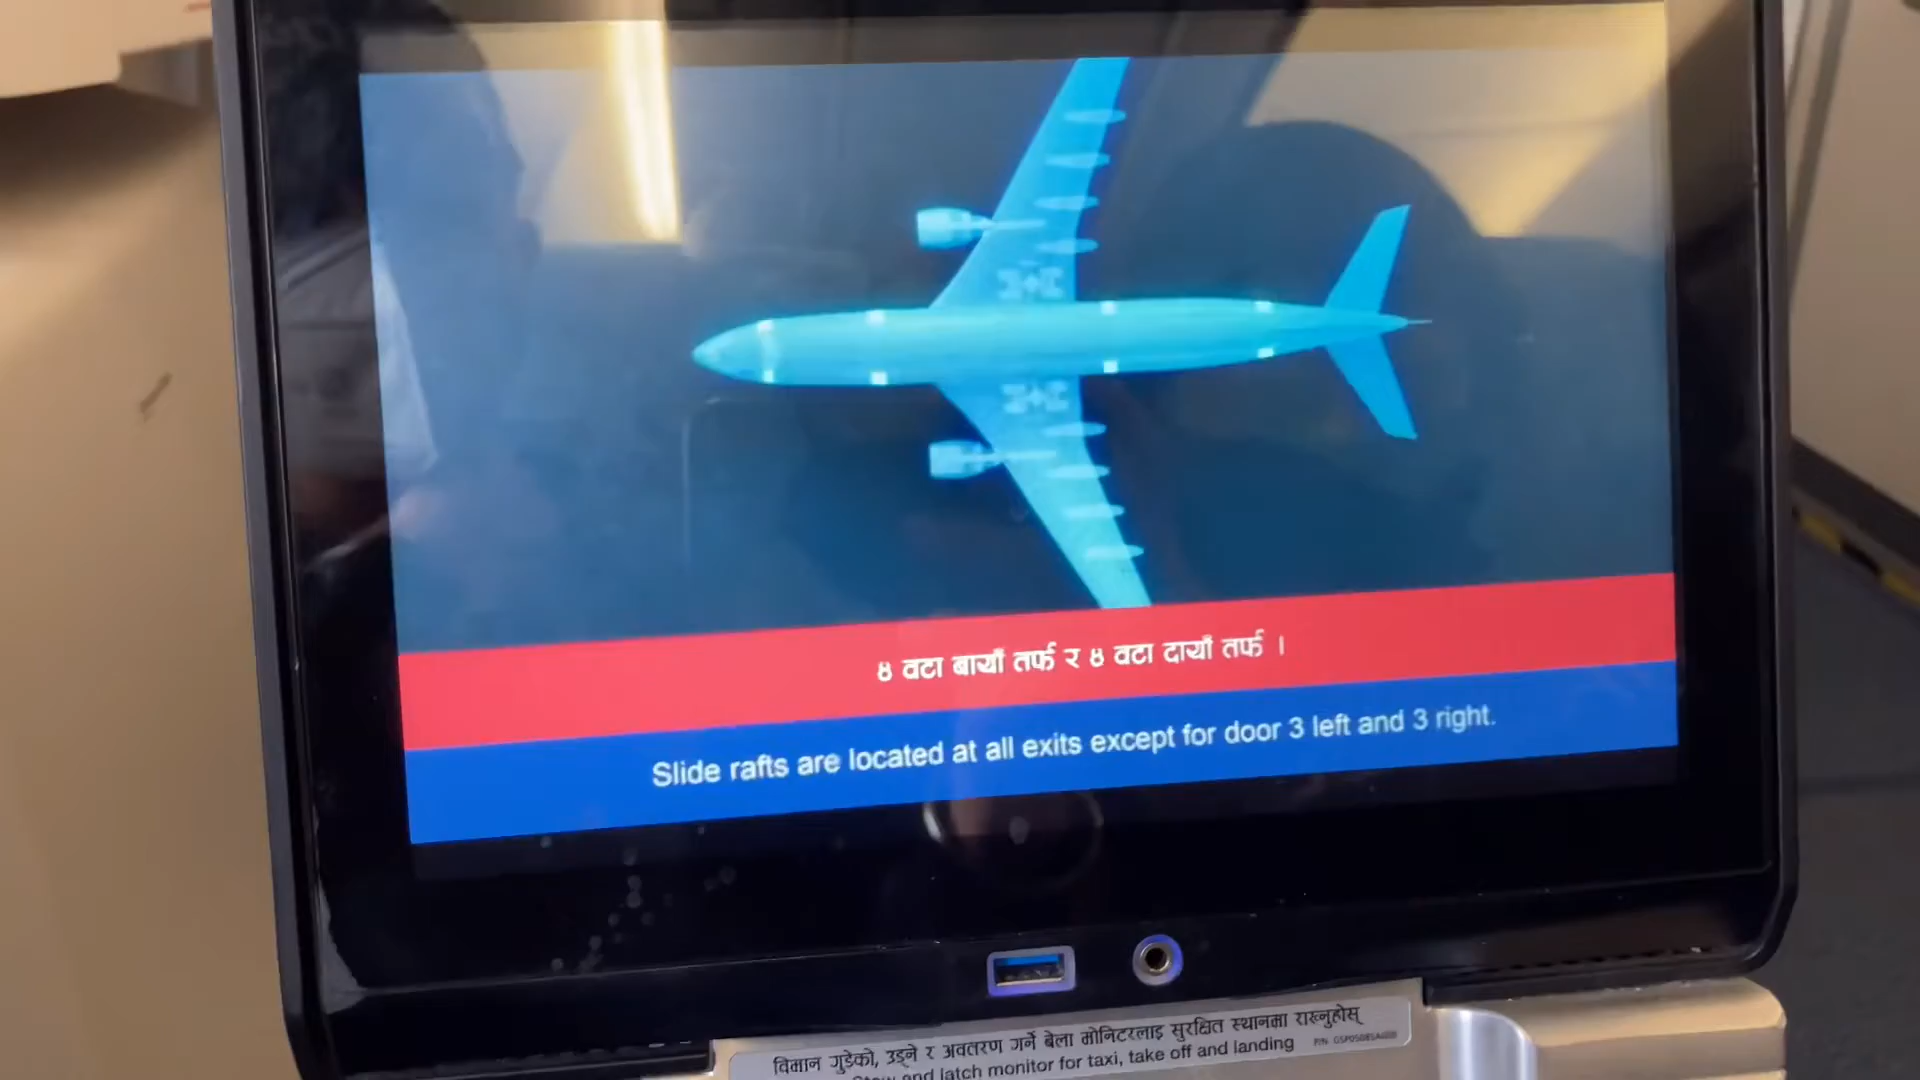 ४ वटा बायाँ तर्फ र ४ वटा दायाँ तर्फ ।
Slide rafts are located at all exits except for door 3 left and 3 right.
विमान गुडेको, उड्ने र अवतरण गर्ने बेला मोनिटरलाइ सुरक्षित स्थानमा राख्नुहोस्
and latch monitor for taxi, take off and landing